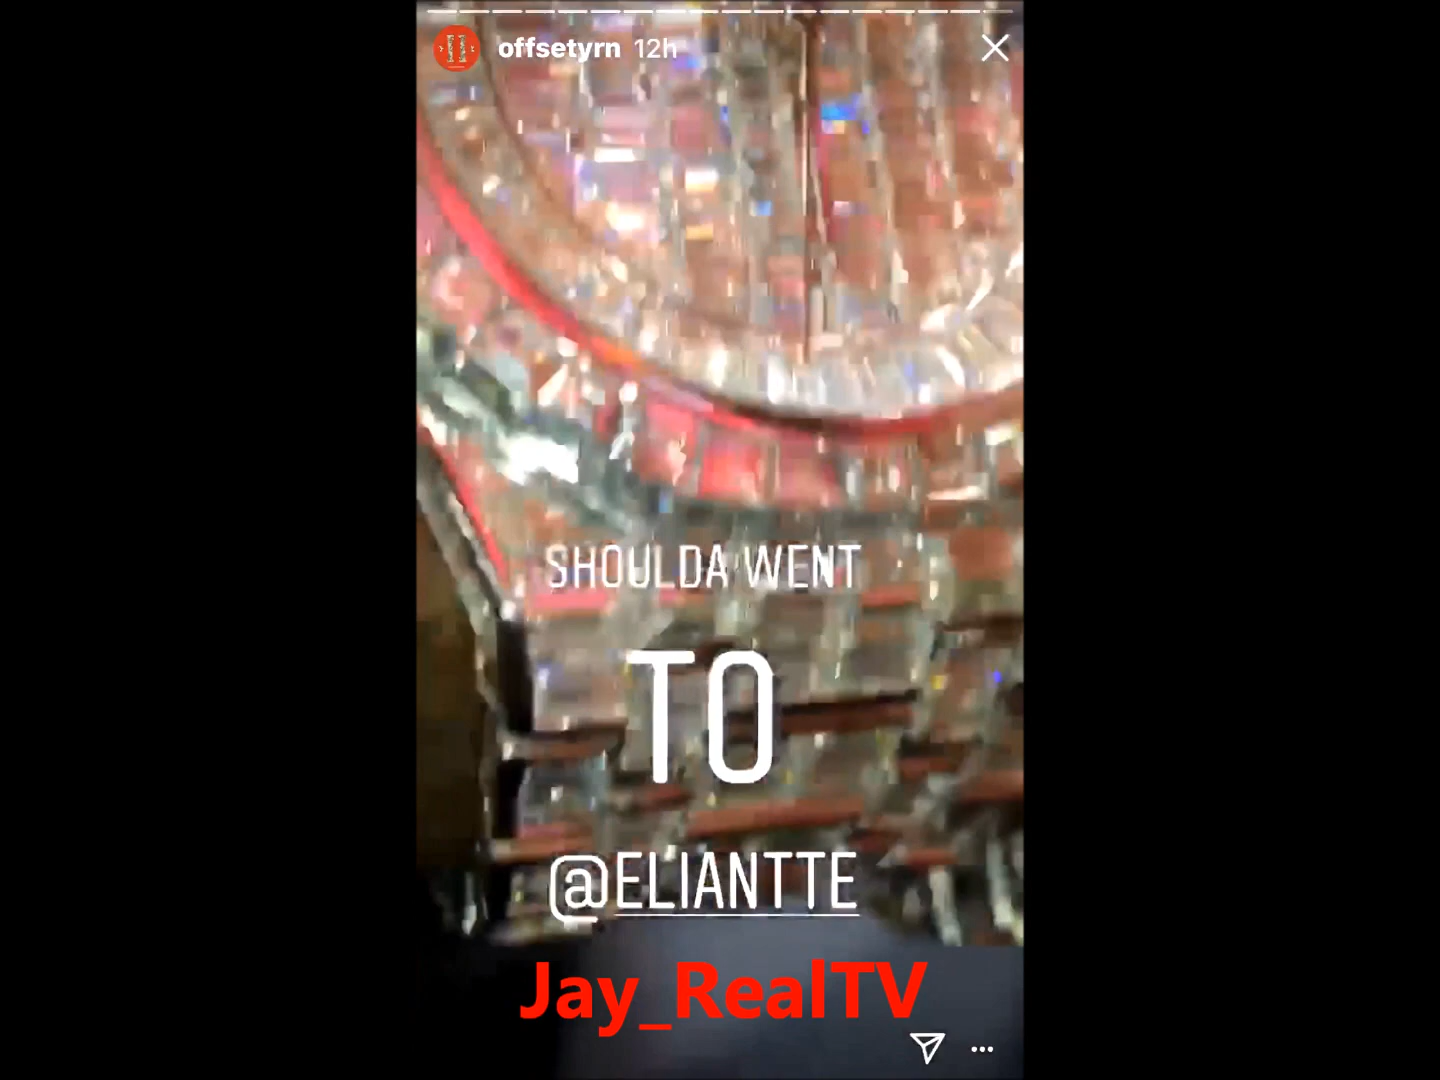 offsetyrn 12h
SHOULDA WENT
TO
@ELIANTTE
Jay_RealTV